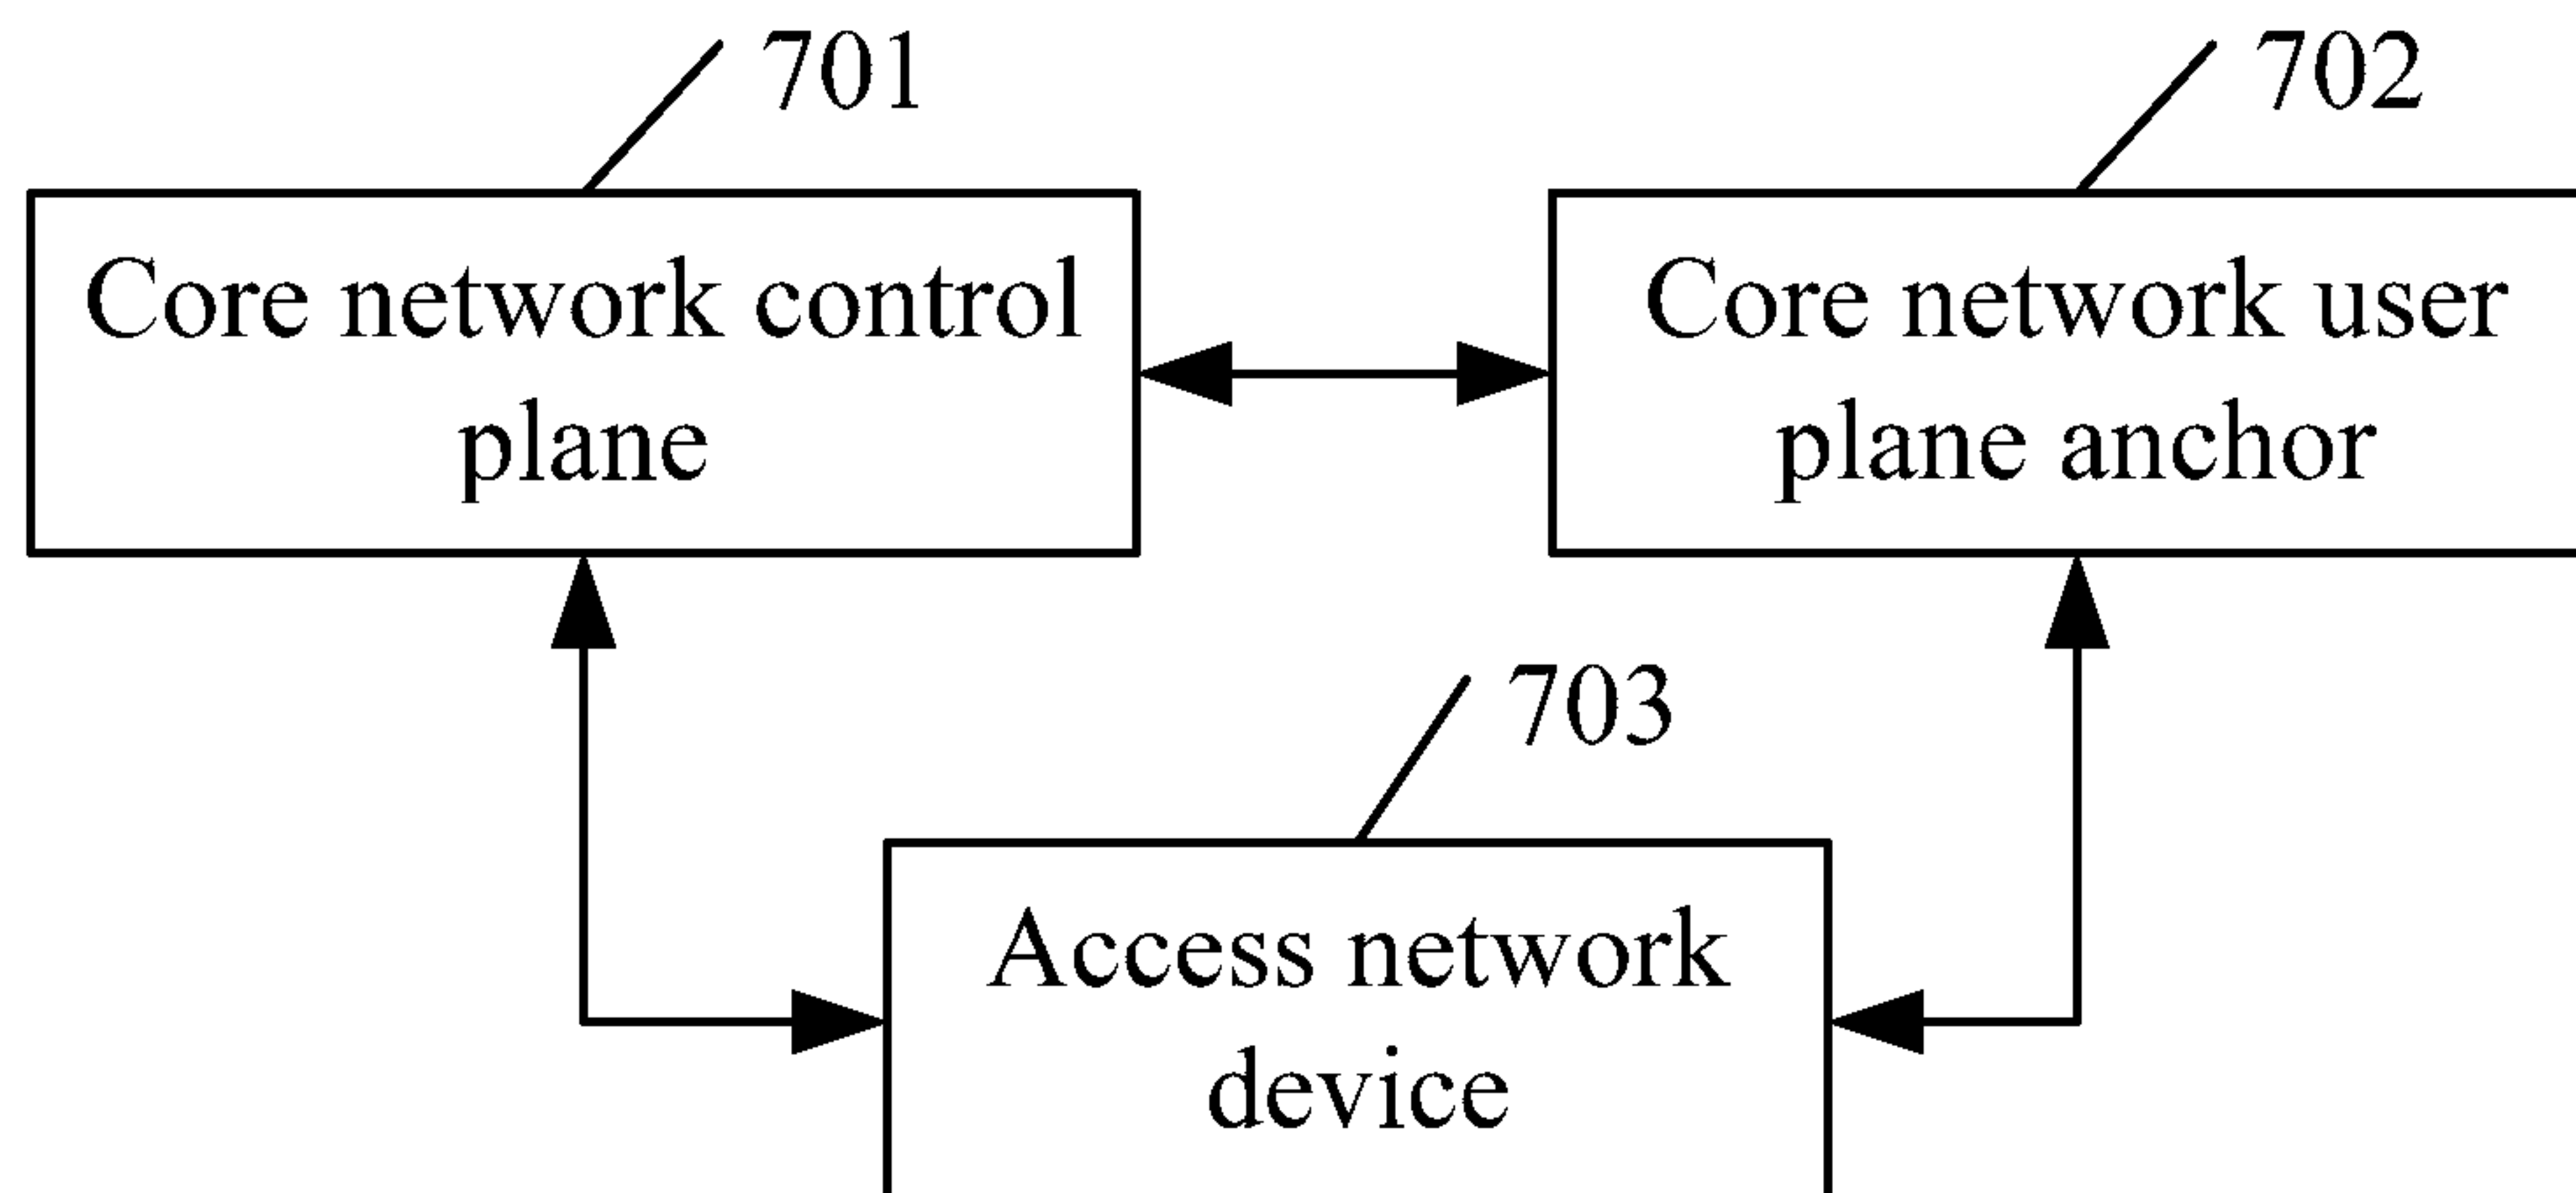 701
702
Core network control
plane
Core network user
plane anchor
703
Access network
device